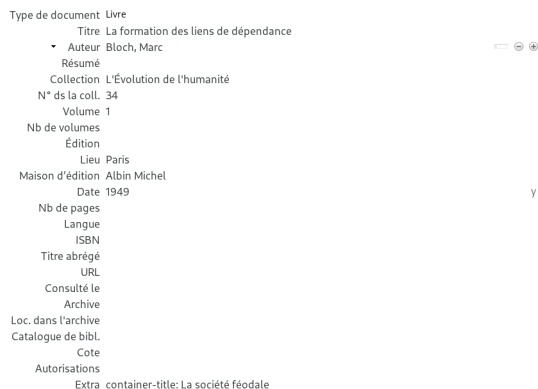 Type de document Livre
Titre La formation des liens de dépendance
Auteur Bloch, Marc
Résumé
Collection L'Évolution de l'humanité
N° ds la coll. 34
Volume 1
Nb de volumes
Édition
Lieu Paris
Maison d'édition Albin Michel
Date 1949 y
Nb de pages
Langue
ISBN
Titre abrégé
URL
Consulté le
Archive
Loc. dans l'archive
Catalogue de bibl.
Cote
Autorisations
Extra container-title: La société féodale